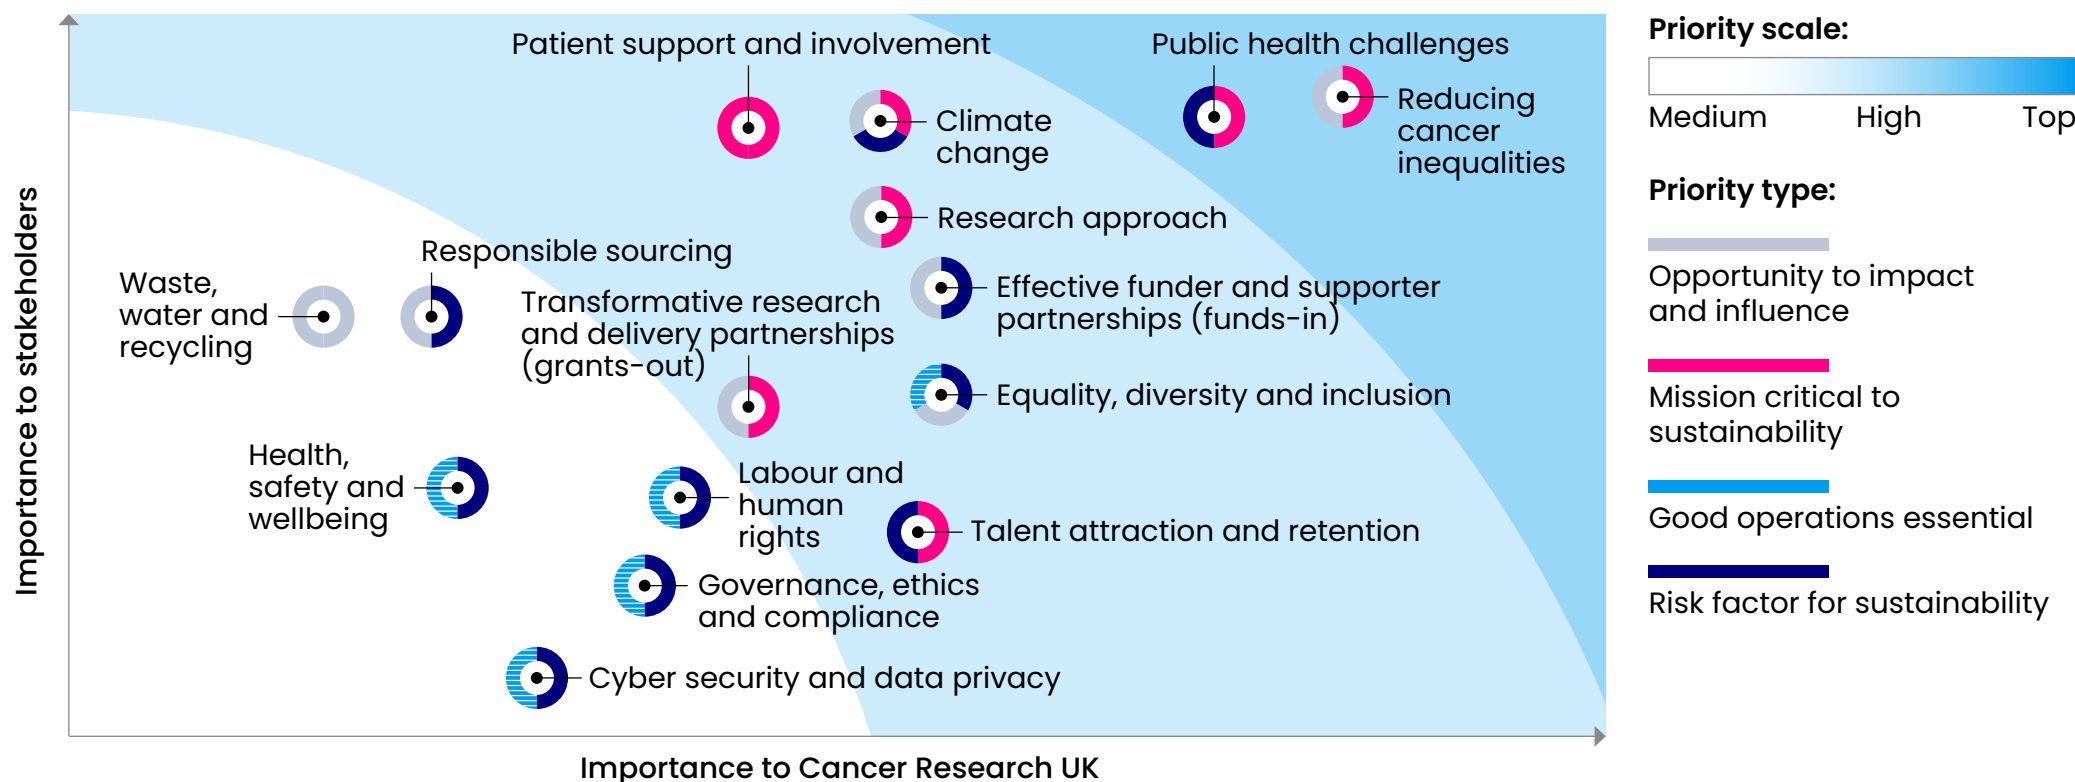 Patient support and involvement
Public health challenges
Climate
change
Reducing
cancer
inequalities
Research approach
Responsible sourcing
Waste,
water and
recycling
Transformative research
and delivery partnerships
(grants-out)
Effective funder and supporter
partnerships (funds-in)
Equality, diversity and inclusion
Health,
safety and
wellbeing
Labour and
human
rights
Talent attraction and retention
Governance, ethics
and compliance
Cyber security and data privacy
Importance to stakeholders
Importance to Cancer Research UK
Priority scale:
Medium High Top
Priority type:
Opportunity to impact
and influence
Mission critical to
sustainability
Good operations essential
Risk factor for sustainability